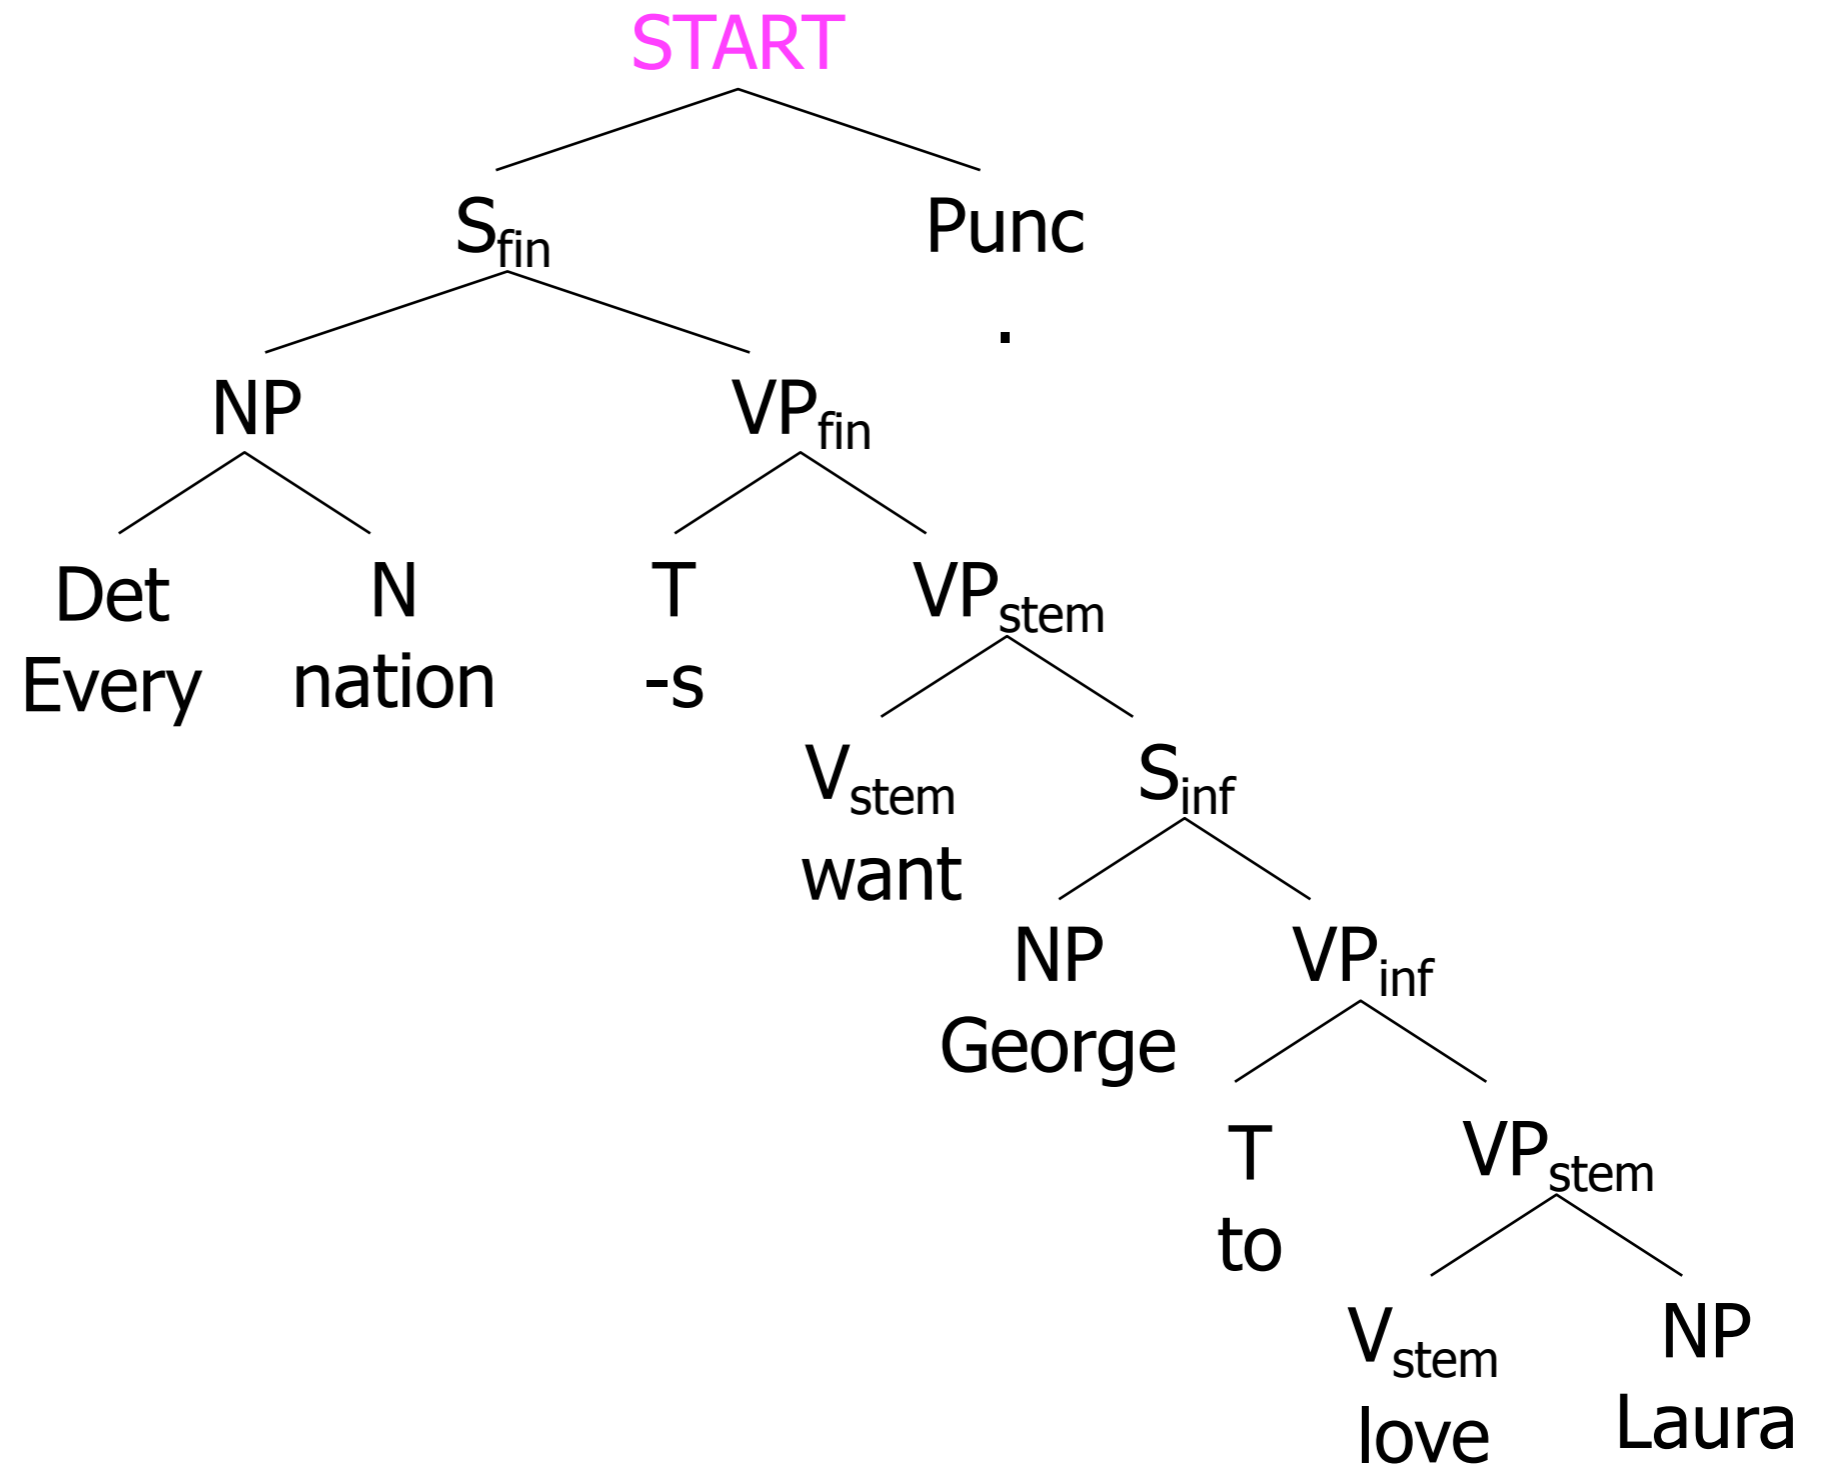 START
Sfin Punc
.
NP VPfin
Det N T VPstem
Every nation -s
Vstem Sinf
want
NP VPinf
George
T VPstem
to
Vstem NP
love Laura